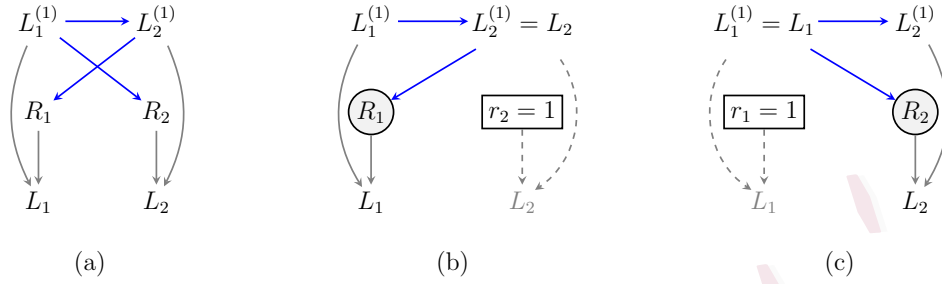 L_1^{(1)} L_2^{(1)} L_1^{(1)} L_2^{(1)} = L_2 L_1^{(1)} = L_1 L_2^{(1)}
R_1 R_2 R_1 r_2 = 1 r_1 = 1 R_2
L_1 L_2 L_1 L_2 L_1 L_2
(a) (b) (c)